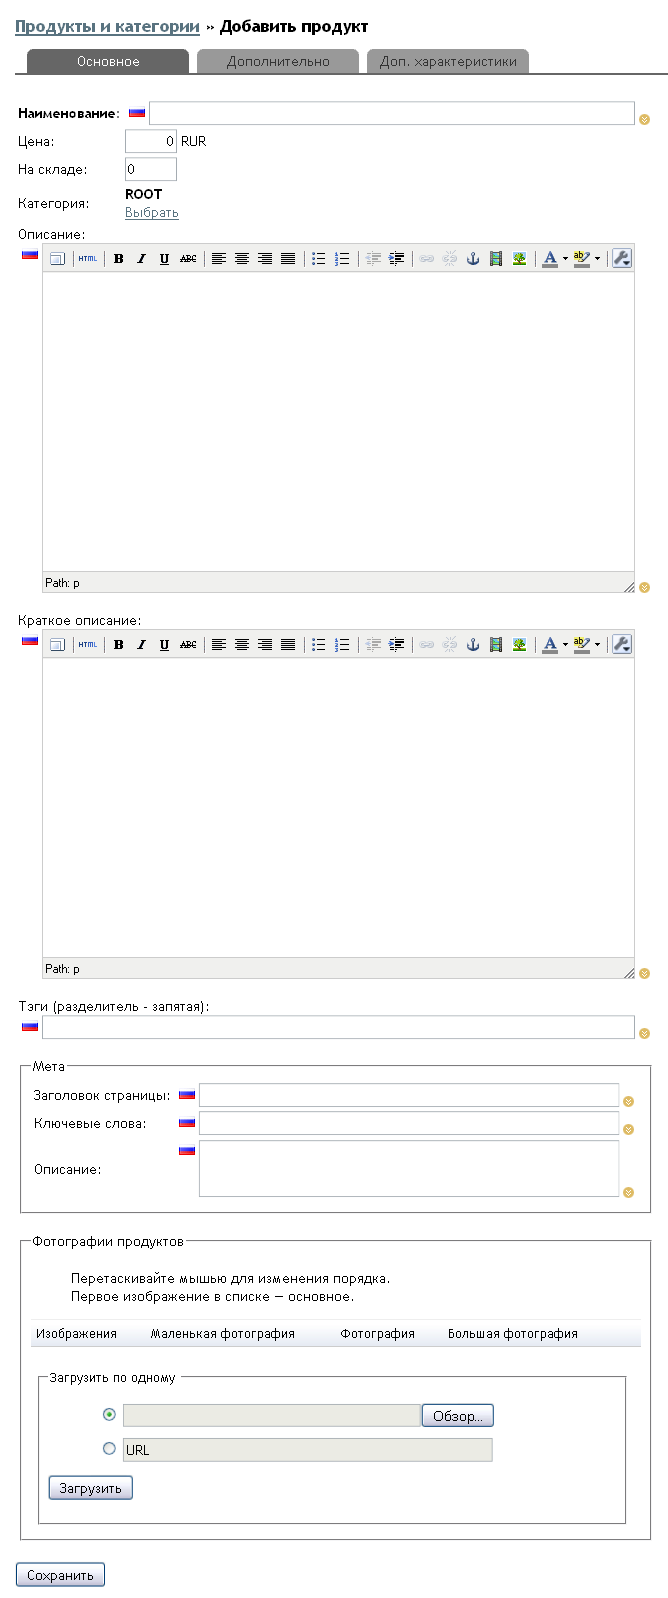 Продукты и категории » Добавить продукт
Основное Дополнительно Доп. характеристики
Наименование:
Цена: 0 RUR
На складе: 0
Категория: ROOT
Выбрать
Описание:
HTML B I U ABC A ab
Path: p
Краткое описание:
HTML B I U ABC A ab
Path: p
Тэги (разделитель - запятая):
Мета
Заголовок страницы:
Ключевые слова:
Описание:
Фотографии продуктов
Перетаскивайте мышью для изменения порядка.
Первое изображение в списке — основное.
Изображения Маленькая фотография Фотография Большая фотография
Загрузить по одному
Обзор...
URL
Загрузить
Сохранить